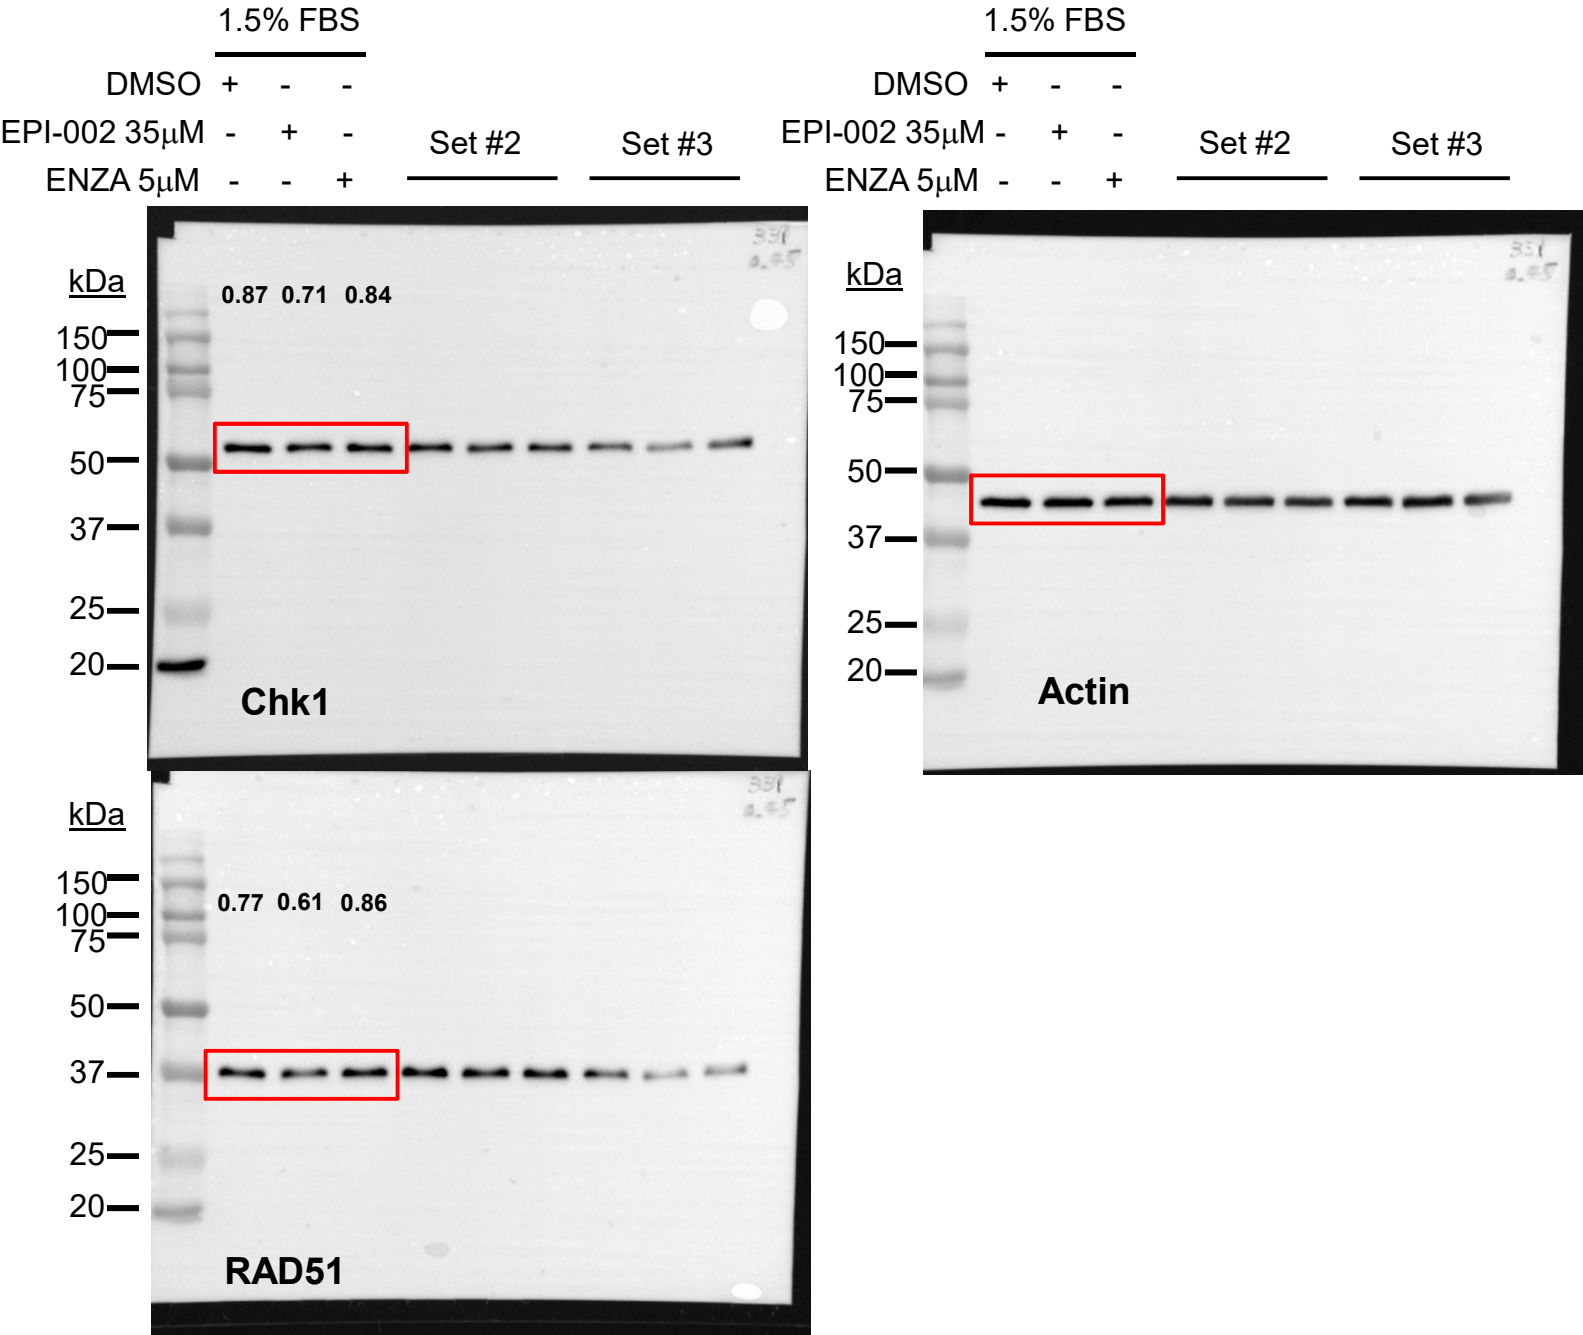 1.5% FBS
DMSO + - -
EPI-002 35μM - + -
ENZA 5μM - - +
Set #2
Set #3
kDa
0.87 0.71 0.84
150
100
75
50
37
25
20
Chk1
331
1.5% FBS
DMSO + - -
EPI-002 35μM - + -
ENZA 5μM - - +
Set #2
Set #3
kDa
150
100
75
50
37
25
20
Actin
331
kDa
0.77 0.61 0.86
150
100
75
50
37
25
20
RAD51
331